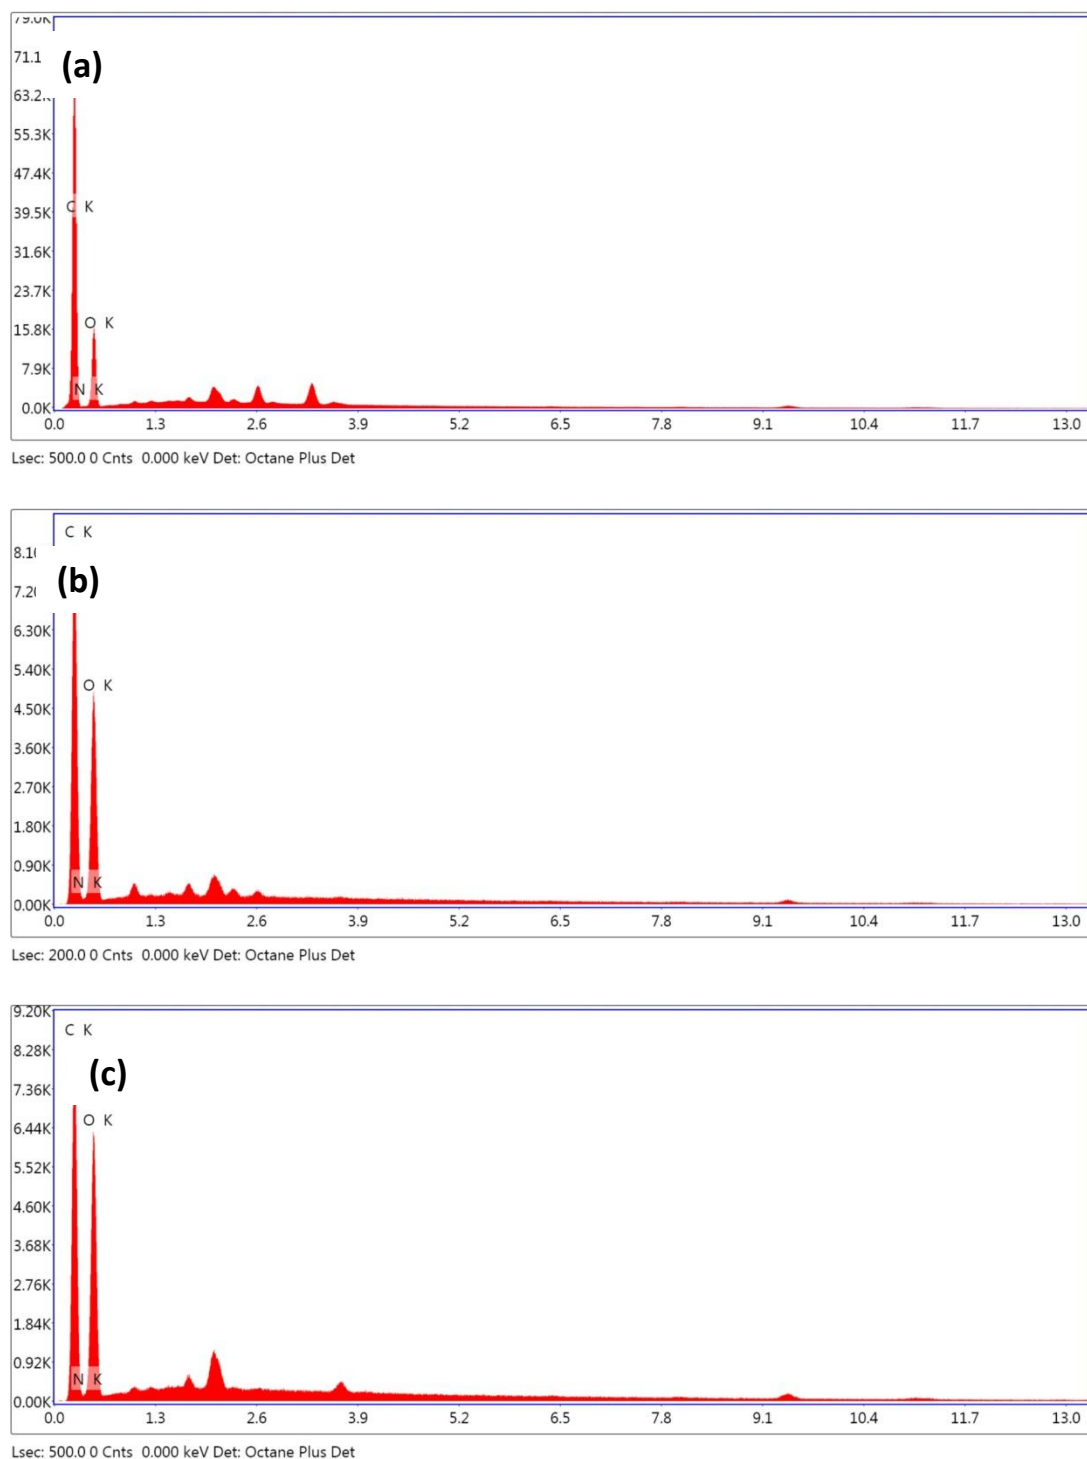 79.0K
(a)
71.1
63.2K
55.3K
47.4K
C K
39.5K
31.6K
23.7K
O K
15.8K
7.9K
N K
0.0K
0.0 1.3 2.6 3.9 5.2 6.5 7.8 9.1 10.4 11.7 13.0
Lsec: 500.0 0 Cnts 0.000 keV Det: Octane Plus Det
C K
8.10
(b)
7.20
6.30K
5.40K
O K
4.50K
3.60K
2.70K
1.80K
0.90K
N K
0.00K
0.0 1.3 2.6 3.9 5.2 6.5 7.8 9.1 10.4 11.7 13.0
Lsec: 200.0 0 Cnts 0.000 keV Det: Octane Plus Det
9.20K
C K
8.28K
(c)
7.36K
6.44K
O K
5.52K
4.60K
3.68K
2.76K
1.84K
0.92K
N K
0.00K
0.0 1.3 2.6 3.9 5.2 6.5 7.8 9.1 10.4 11.7 13.0
Lsec: 500.0 0 Cnts 0.000 keV Det: Octane Plus Det